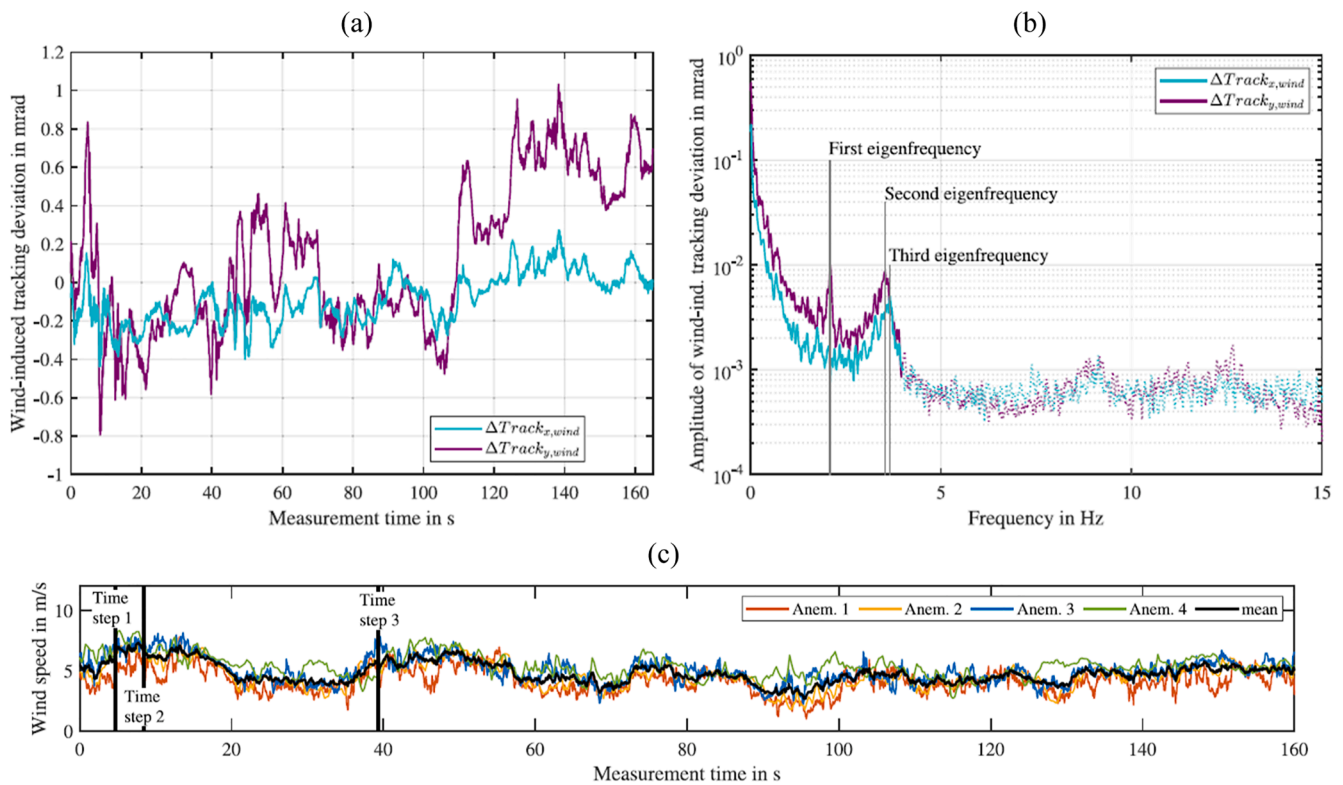 (a)
1.2
1
0.8
0.6
0.4
0.2
0
-0.2
-0.4
-0.6
-0.8
-1
Wind-induced tracking deviation in mrad
ΔTrack_x,wind
ΔTrack_y,wind
0 20 40 60 80 100 120 140 160
Measurement time in s
(b)
10^0
10^-1
10^-2
10^-3
10^-4
Amplitude of wind-ind. tracking deviation in mrad
ΔTrack_x,wind
ΔTrack_y,wind
First eigenfrequency
Second eigenfrequency
Third eigenfrequency
0 5 10 15
Frequency in Hz
(c)
10
5
0
Wind speed in m/s
Time
step 1
Time
step 2
Time
step 3
Anem. 1 Anem. 2 Anem. 3 Anem. 4 mean
0 20 40 60 80 100 120 140 160
Measurement time in s